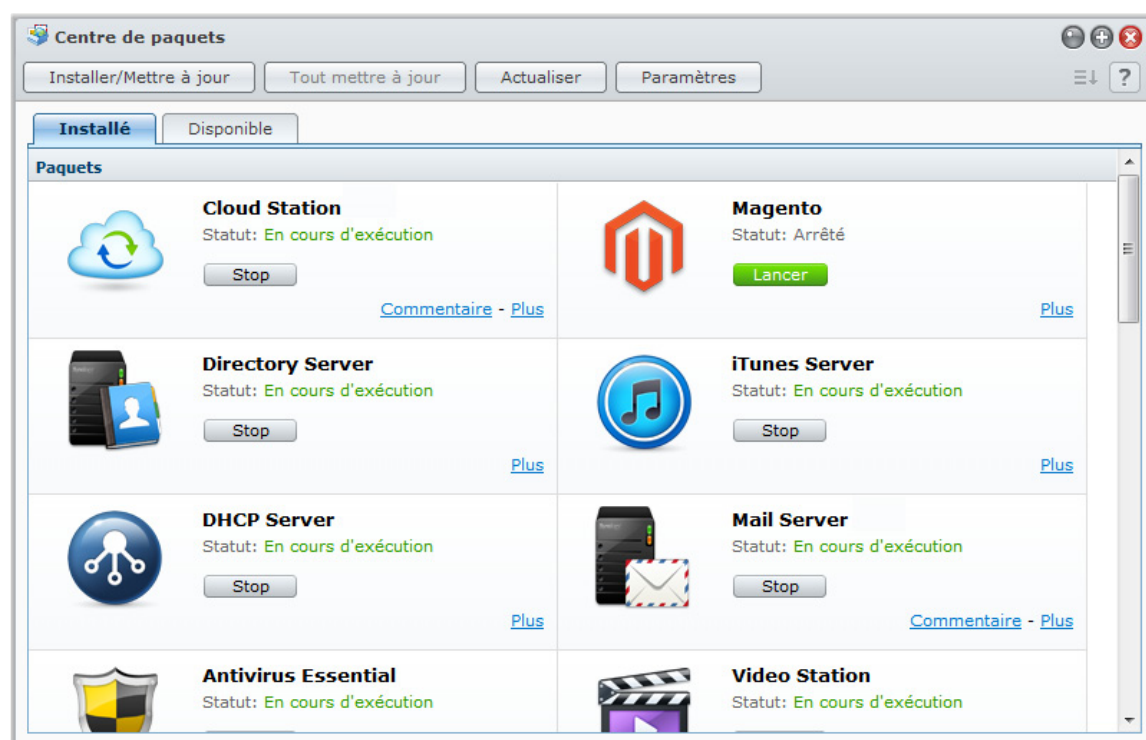 Centre de paquets
Installer/Mettre à jour Tout mettre à jour Actualiser Paramètres ?
Installé Disponible
Paquets
Cloud Station
Statut: En cours d'exécution
Stop
Commentaire - Plus
Magento
Statut: Arrêté
Lancer
Plus
Directory Server
Statut: En cours d'exécution
Stop
Plus
iTunes Server
Statut: En cours d'exécution
Stop
Plus
DHCP Server
Statut: En cours d'exécution
Stop
Plus
Mail Server
Statut: En cours d'exécution
Stop
Commentaire - Plus
Antivirus Essential
Statut: En cours d'exécution
Video Station
Statut: En cours d'exécution